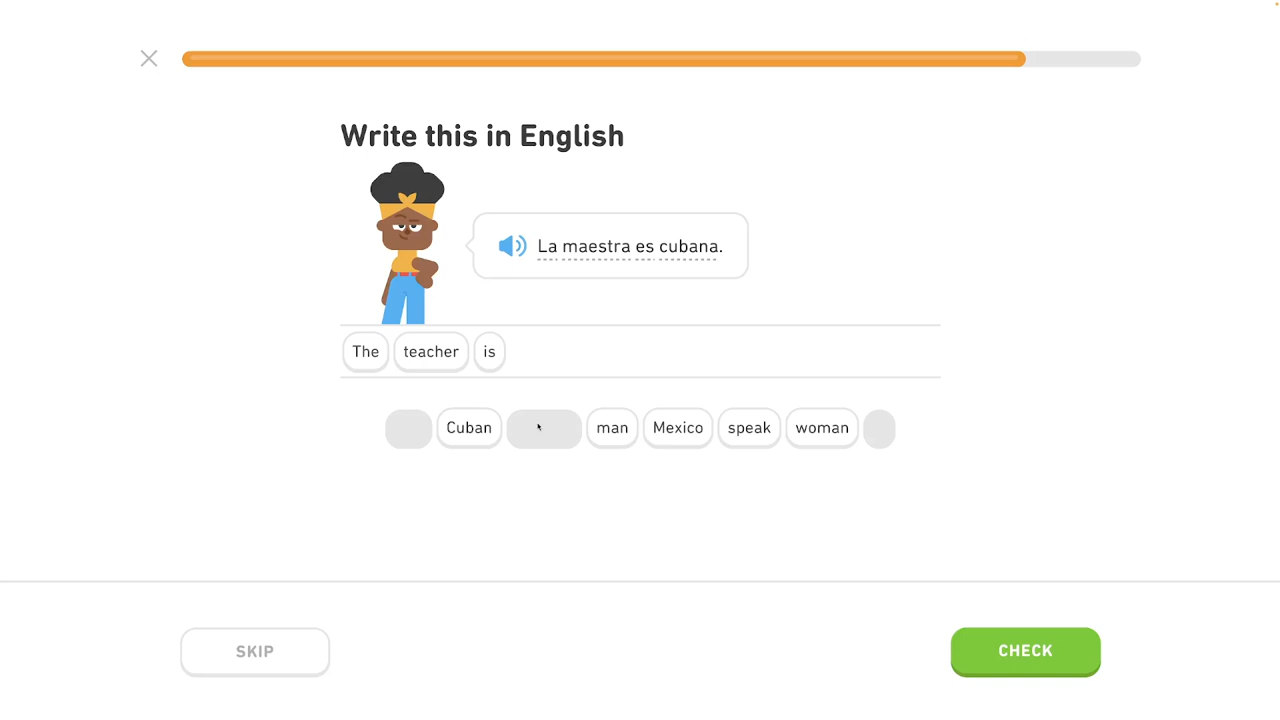 Write this in English
La maestra es cubana.
The teacher is
Cuban man Mexico speak woman
SKIP CHECK